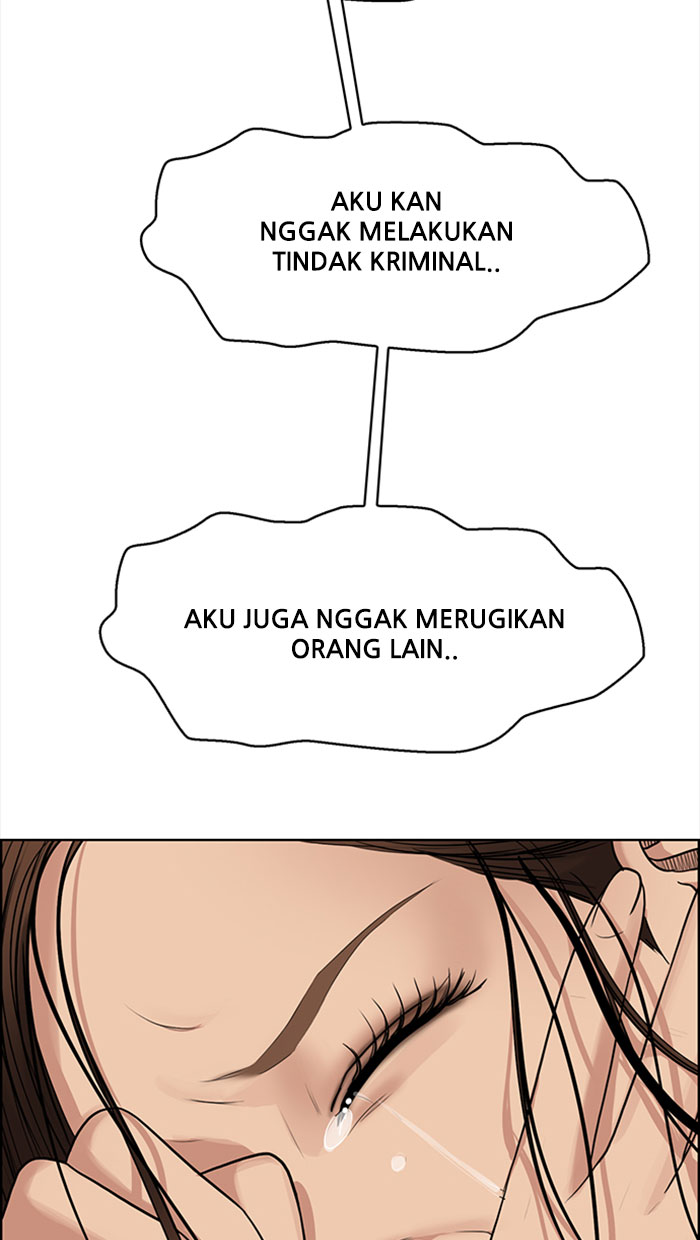 AKU KAN
NGGAK MELAKUKAN
TINDAK KRIMINAL..
AKU JUGA NGGAK MERUGIKAN
ORANG LAIN..